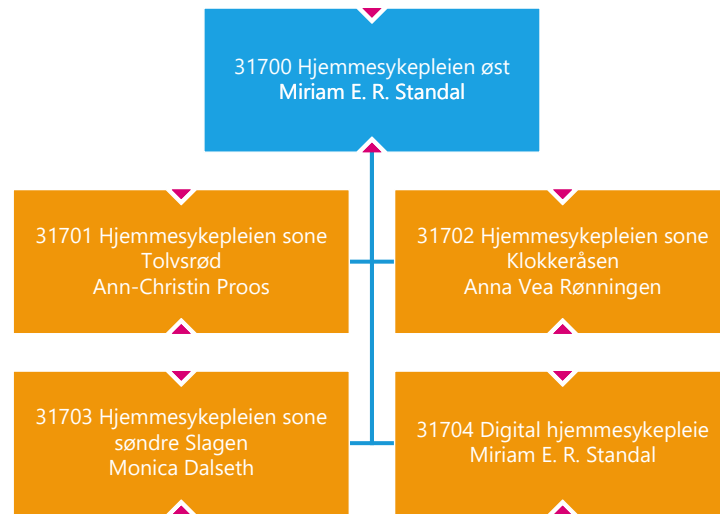 31700 Hjemmesykepleien øst
Miriam E. R. Standal
31701 Hjemmesykepleien sone
Tolvsrød
Ann-Christin Proos
31702 Hjemmesykepleien sone
Klokkeråsen
Anna Vea Rønningen
31703 Hjemmesykepleien sone
søndre Slagen
Monica Dalseth
31704 Digital hjemmesykepleie
Miriam E. R. Standal